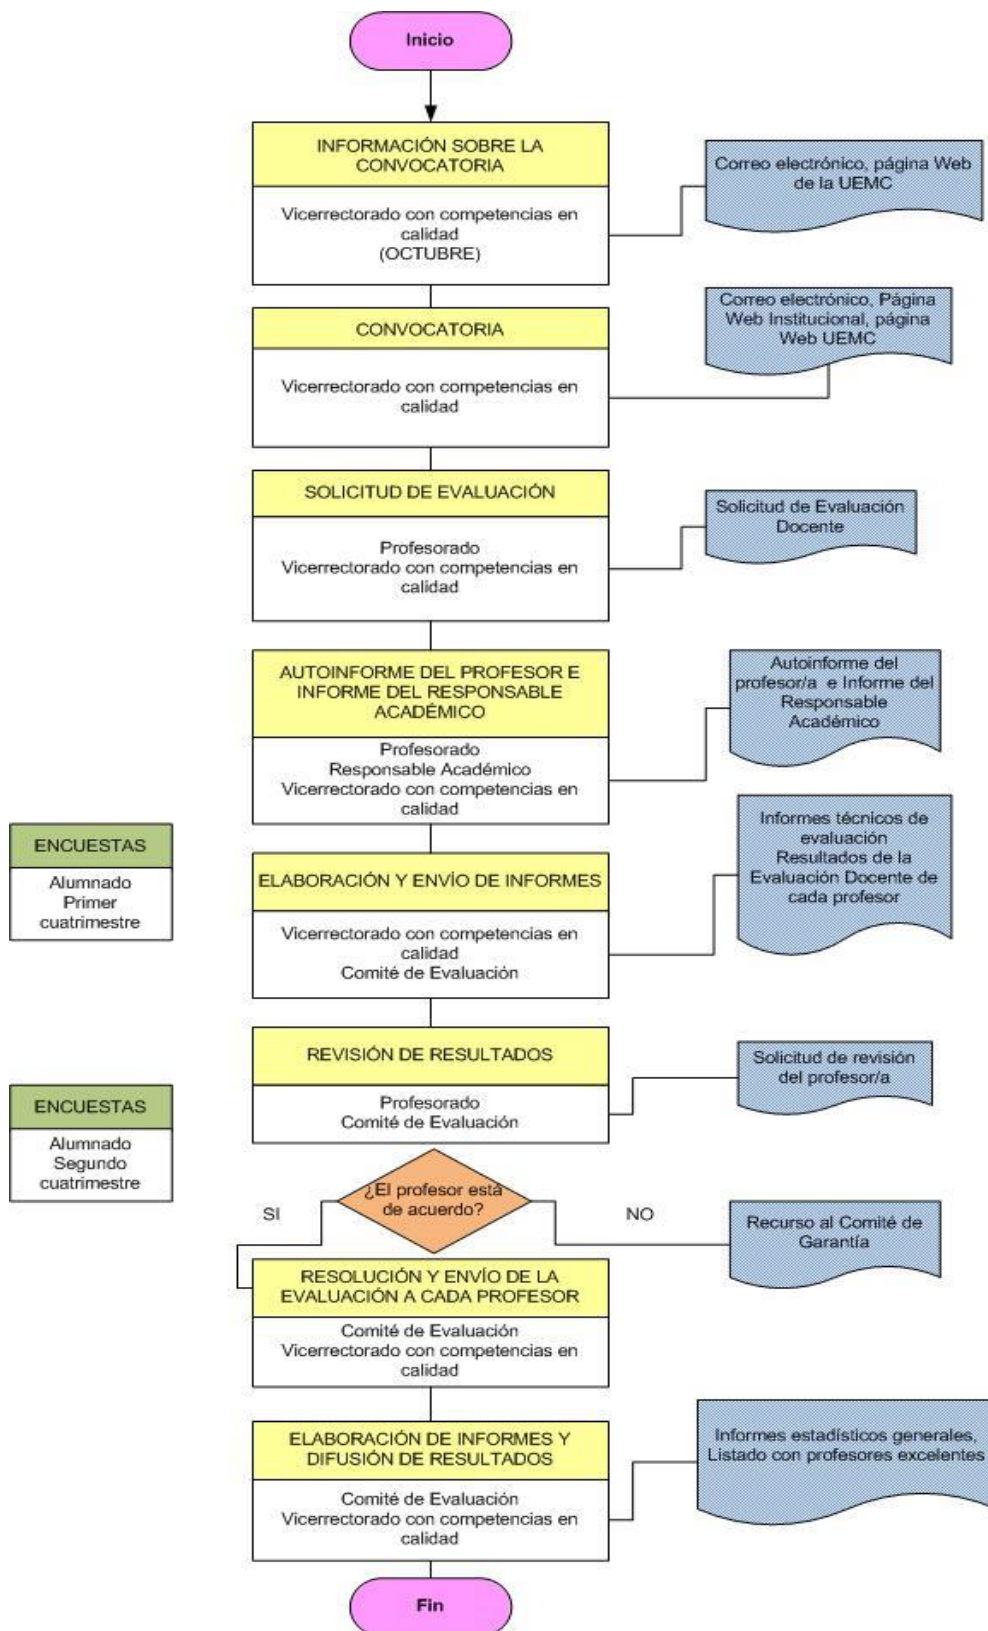 Inicio
INFORMACIÓN SOBRE LA
CONVOCATORIA
Vicerrectorado con competencias en
calidad
(OCTUBRE)
Correo electrónico, página Web
de la UEMC
CONVOCATORIA
Vicerrectorado con competencias en
calidad
Correo electrónico, Página
Web Institucional, página
Web UEMC
SOLICITUD DE EVALUACIÓN
Profesorado
Vicerrectorado con competencias en
calidad
Solicitud de Evaluación
Docente
AUTOINFORME DEL PROFESOR E
INFORME DEL RESPONSABLE
ACADÉMICO
Profesorado
Responsable Académico
Vicerrectorado con competencias en
calidad
Autoinforme del
profesor/a e Informe del
Responsable
Académico
ENCUESTAS
Alumnado
Primer
cuatrimestre
ELABORACIÓN Y ENVÍO DE INFORMES
Vicerrectorado con competencias en
calidad
Comité de Evaluación
Informes técnicos de
evaluación
Resultados de la
Evaluación Docente de
cada profesor
REVISIÓN DE RESULTADOS
Profesorado
Comité de Evaluación
Solicitud de revisión
del profesor/a
ENCUESTAS
Alumnado
Segundo
cuatrimestre
¿El profesor está
de acuerdo?
SI
NO
Recurso al Comité de
Garantía
RESOLUCIÓN Y ENVÍO DE LA
EVALUACIÓN A CADA PROFESOR
Comité de Evaluación
Vicerrectorado con competencias en
calidad
ELABORACIÓN DE INFORMES Y
DIFUSIÓN DE RESULTADOS
Comité de Evaluación
Vicerrectorado con competencias en
calidad
Informes estadísticos generales,
Listado con profesores excelentes
Fin